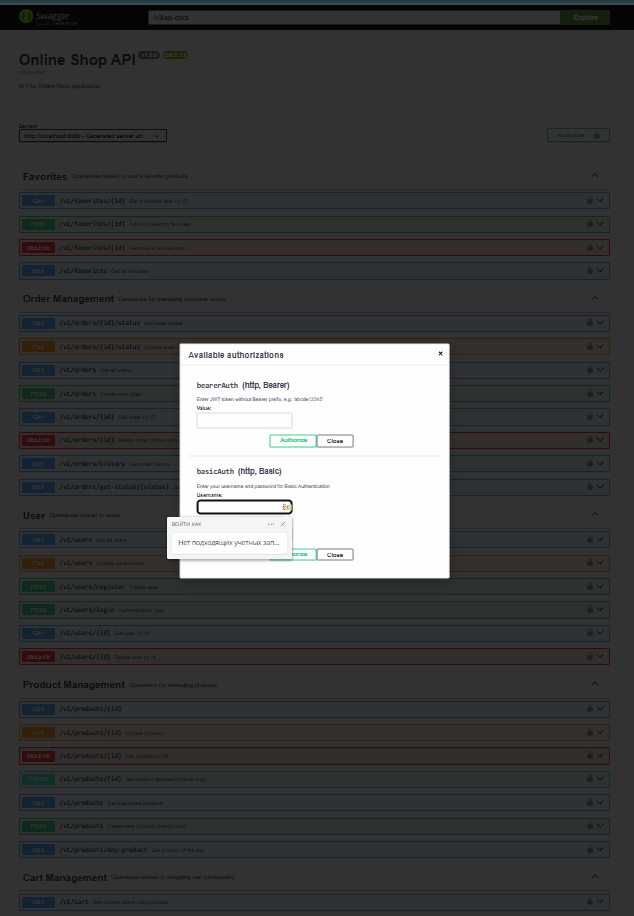 Swagger
/v3/api-docs
Explore
Online Shop API
/v3/api-docs
API for Online Shop application
Servers
http://localhost:8080 - Generated server url
Authorize
Favorites Operations related to user's favorite products
GET /v1/favorites/{id} Get a favorite item by ID
POST /v1/favorites/{id} Add a product to favorites
DELETE /v1/favorites/{id} Remove a favorite item
GET /v1/favorites Get all favorites
Order Management Operations for managing customer orders
GET /v1/orders/{id}/status Get order status
PUT /v1/orders/{id}/status
GET /v1/orders Get all orders
POST /v1/orders Create new order
GET /v1/orders/{id} Get order by ID
DELETE /v1/orders/{id} Delete order (Admin only)
GET /v1/orders/history Get order history
GET /v1/orders/get-status/{status}
Available authorizations
bearerAuth (http, Bearer)
Enter JWT token without Bearer prefix, e.g. 'abcde12345'
Value:
Authorize Close
basicAuth (http, Basic)
Enter your username and password for Basic Authentication
Username:
ВОЙТИ КАК
Нет подходящих учетных зап...
Close
User Operations related to users
GET /v1/users Get all users
PUT /v1/users Update current user
POST /v1/users/register Create user
POST /v1/users/login Authentication user
GET /v1/users/{id} Get user by id
DELETE /v1/users/{id} Delete user by id
Product Management Operations for managing products
GET /v1/products/{id}
PUT /v1/products/{id} Update product
DELETE /v1/products/{id} Get product by ID
PATCH /v1/products/{id} Set product discount (Admin only)
GET /v1/products Get paginated products
POST /v1/products Create new product (Admin only)
GET /v1/products/day-product Get product of the day
Cart Management Operations related to shopping cart functionality
GET /v1/cart Get current user's cart products